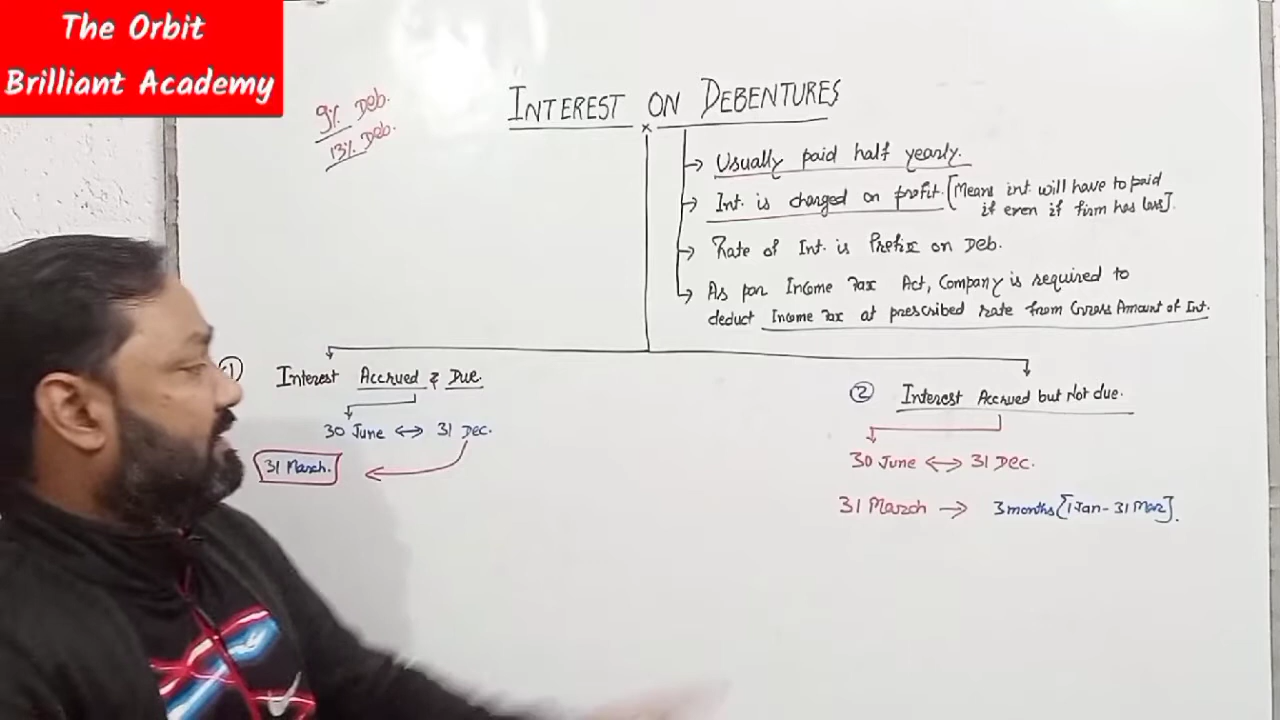 The Orbit
Brilliant Academy
9% Deb.
13% Deb.
INTEREST ON DEBENTURES
→ Usually paid half yearly.
→ Int. is charged on profit. [Means int will have to paid
if even if firm has loss].
→ Rate of Int. is Prefix on Deb.
→ As per Income Tax Act, Company is required to
deduct Income Tax at prescribed rate from Gross Amount of Int.
① Interest Accrued & Due.
30 June ↔ 31 Dec.
31 March.
② Interest Accrued but Not due.
30 June ↔ 31 Dec.
31 March → 3 months [1 Jan - 31 Mar].